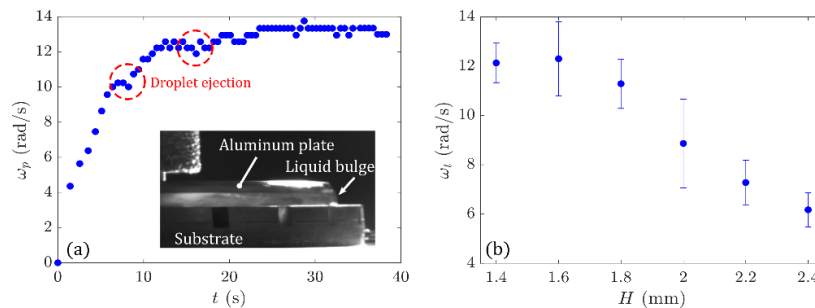 14
12
10
8
6
4
2
0
ω_p (rad/s)
Droplet ejection
Aluminum plate
Liquid bulge
Substrate
(a)
0 10 20 30 40
t (s)
14
12
10
8
6
4
ω_l (rad/s)
(b)
1.4 1.6 1.8 2 2.2 2.4
H (mm)